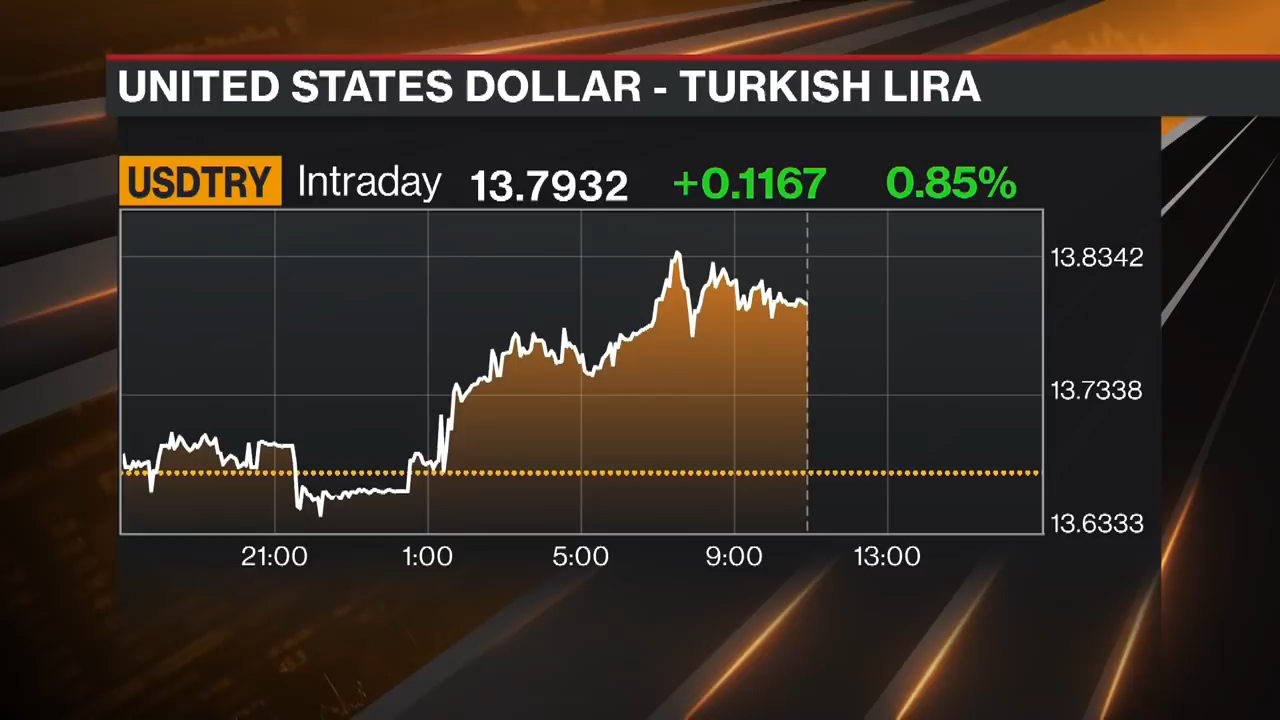 UNITED STATES DOLLAR - TURKISH LIRA
USDTRY Intraday 13.7932 +0.1167 0.85%
13.8342
13.7338
13.6333
21:00 1:00 5:00 9:00 13:00